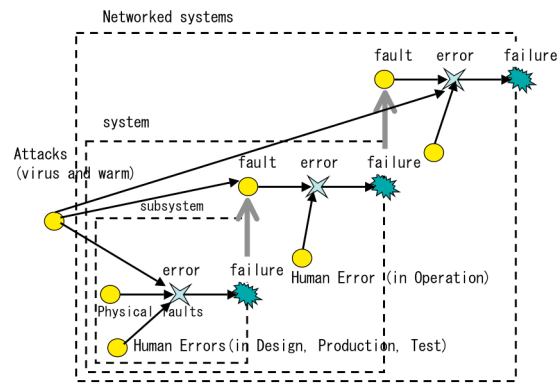 Networked systems
fault error failure
system
Attacks
(virus and warm)
fault error failure
subsystem
error failure
Human Error (in Operation)
Physical faults
Human Errors(in Design, Production, Test)